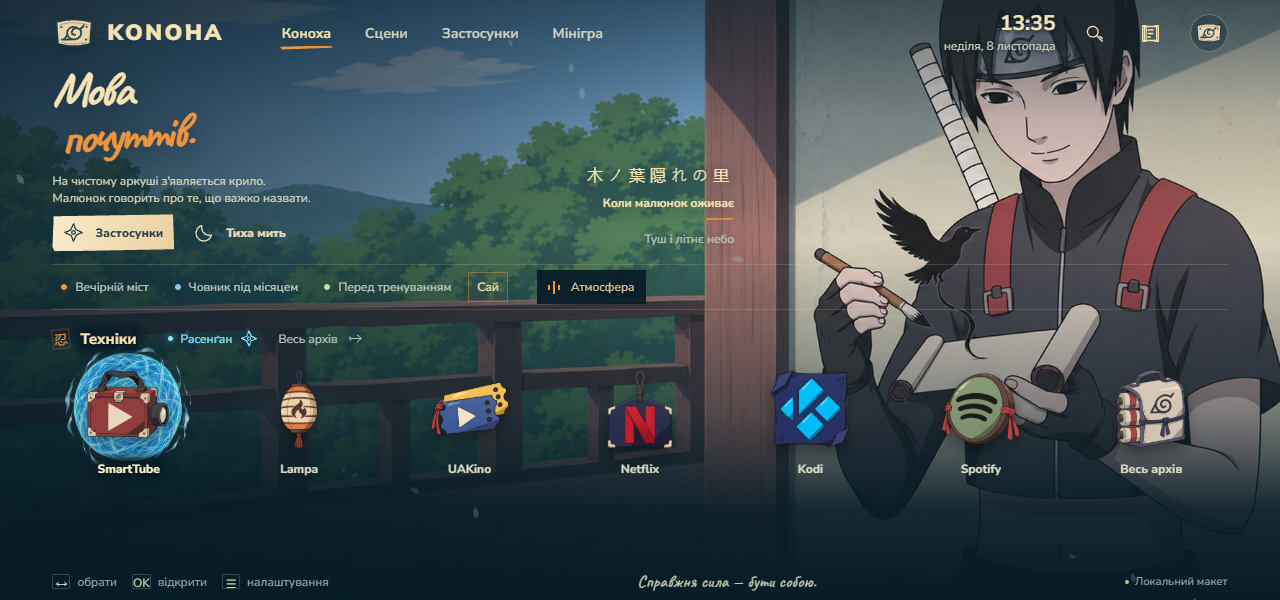 KONOHA
Коноха
Сцени
Застосунки
Мінігра
13:35
неділя, 8 листопада
Мова
почуттів.
На чистому аркуші з'являється крило.
Малюнок говорить про те, що важко назвати.
Застосунки
Тиха мить
木ノ葉隠れの里
Коли малюнок оживає
Туш і літнє небо
Вечірній міст
Човник під місяцем
Перед тренуванням
Сай
Атмосфера
忍
Техніки
Расенґан
Весь архів
SmartTube
Lampa
UAKino
N
Netflix
Kodi
Spotify
Весь архів
обрати
OK
відкрити
налаштування
Справжня сила — бути собою.
Локальний макет